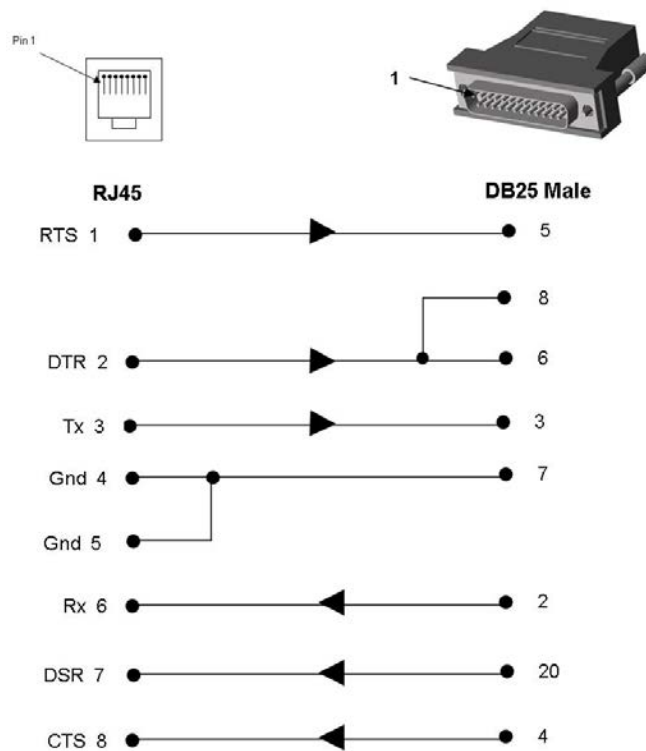 Pin 1
1
RJ45 DB25 Male
RTS 1 5
8
DTR 2 6
Tx 3 3
Gnd 4 7
Gnd 5
Rx 6 2
DSR 7 20
CTS 8 4